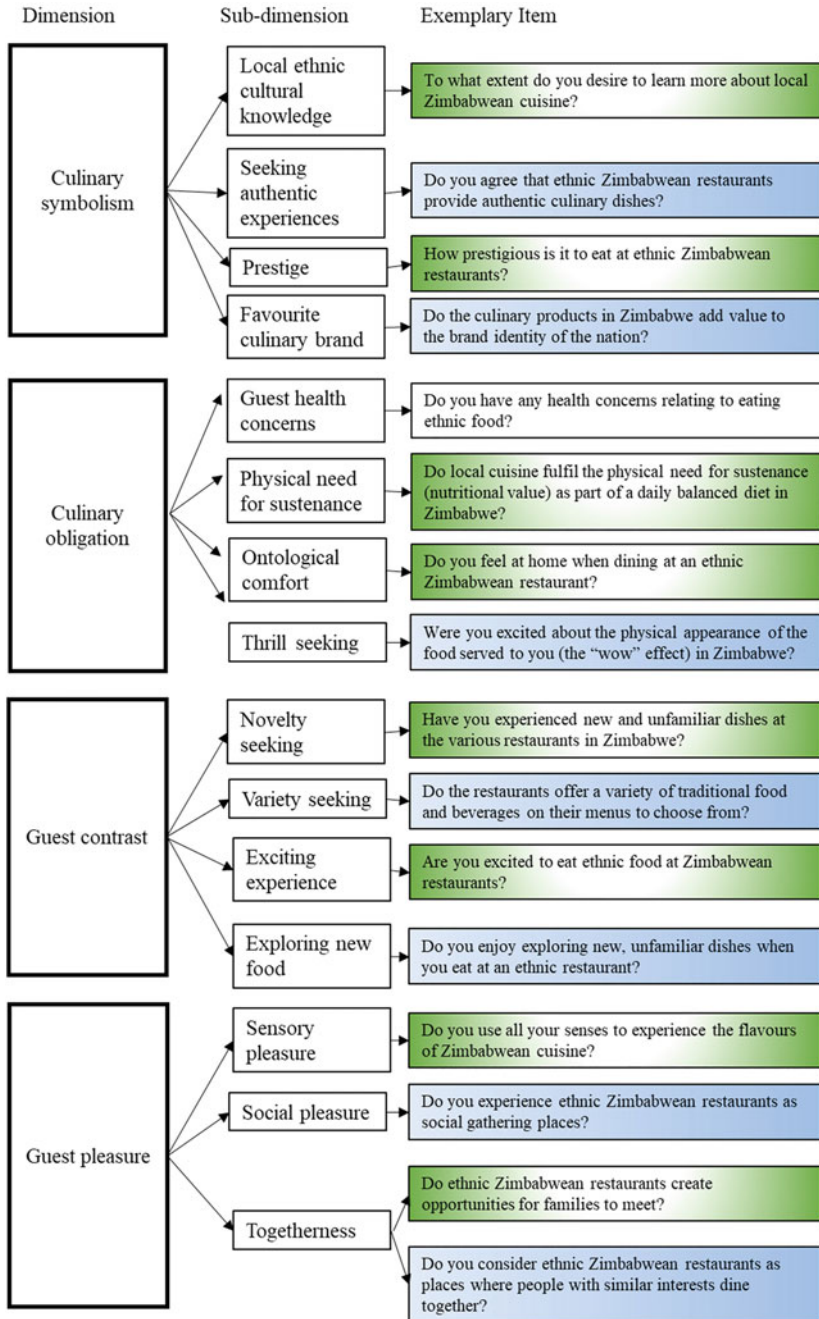 Dimension
Sub-dimension
Exemplary Item
Culinary
symbolism
Local ethnic
cultural
knowledge
To what extent do you desire to learn more about local
Zimbabwean cuisine?
Seeking
authentic
experiences
Do you agree that ethnic Zimbabwean restaurants
provide authentic culinary dishes?
Prestige
How prestigious is it to eat at ethnic Zimbabwean
restaurants?
Favourite
culinary brand
Do the culinary products in Zimbabwe add value to
the brand identity of the nation?
Culinary
obligation
Guest health
concerns
Do you have any health concerns relating to eating
ethnic food?
Physical need
for sustenance
Do local cuisine fulfil the physical need for sustenance
(nutritional value) as part of a daily balanced diet in
Zimbabwe?
Ontological
comfort
Do you feel at home when dining at an ethnic
Zimbabwean restaurant?
Thrill seeking
Were you excited about the physical appearance of the
food served to you (the “wow” effect) in Zimbabwe?
Guest contrast
Novelty
seeking
Have you experienced new and unfamiliar dishes at
the various restaurants in Zimbabwe?
Variety seeking
Do the restaurants offer a variety of traditional food
and beverages on their menus to choose from?
Exciting
experience
Are you excited to eat ethnic food at Zimbabwean
restaurants?
Exploring new
food
Do you enjoy exploring new, unfamiliar dishes when
you eat at an ethnic restaurant?
Guest pleasure
Sensory
pleasure
Do you use all your senses to experience the flavours
of Zimbabwean cuisine?
Social pleasure
Do you experience ethnic Zimbabwean restaurants as
social gathering places?
Togetherness
Do ethnic Zimbabwean restaurants create
opportunities for families to meet?
Do you consider ethnic Zimbabwean restaurants as
places where people with similar interests dine
together?